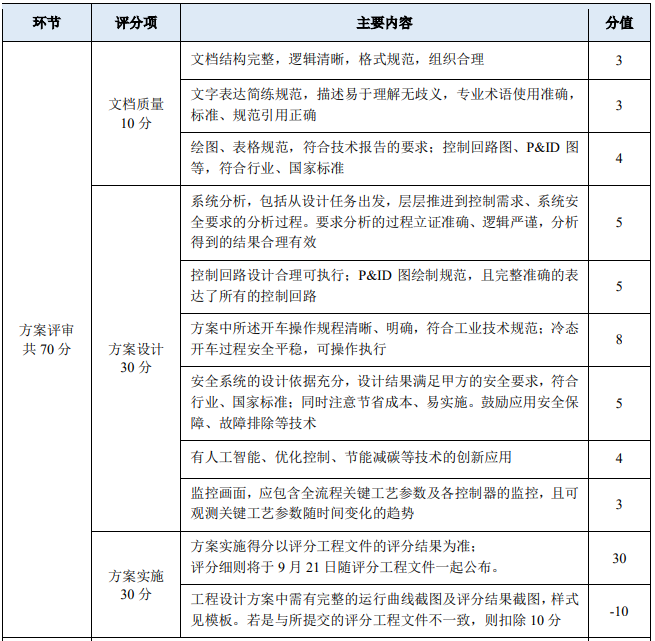 环节 评分项 主要内容 分值
文档结构完整，逻辑清晰，格式规范，组织合理 3
文档质量
10 分
文字表达简练规范，描述易于理解无歧义，专业术语使用准确，
标准、规范引用正确
3
绘图、表格规范，符合技术报告的要求；控制回路图、P&ID 图
等，符合行业、国家标准
4
方案评审
共 70 分
方案设计
30 分
系统分析，包括从设计任务出发，层层推进到控制需求、系统安
全要求的分析过程。要求分析的过程立证准确、逻辑严谨，分析
得到的结果合理有效
5
控制回路设计合理可执行；P&ID 图绘制规范，且完整准确的表
达了所有的控制回路
5
方案中所述开车操作规程清晰、明确，符合工业技术规范；冷态
开车过程安全平稳，可操作执行
8
安全系统的设计依据充分，设计结果满足甲方的安全要求，符合
行业、国家标准；同时注意节省成本、易实施。鼓励应用安全保
障、故障排除等技术
5
有人工智能、优化控制、节能减碳等技术的创新应用 4
监控画面，应包含全流程关键工艺参数及各控制器的监控，且可
观测关键工艺参数随时间变化的趋势
3
方案实施
30 分
方案实施得分以评分工程文件的评分结果为准；
评分细则将于 9 月 21 日随评分工程文件一起公布。
30
工程设计方案中需有完整的运行曲线截图及评分结果截图，样式
见模板。若是与所提交的评分工程文件不一致，则扣除 10 分
-10